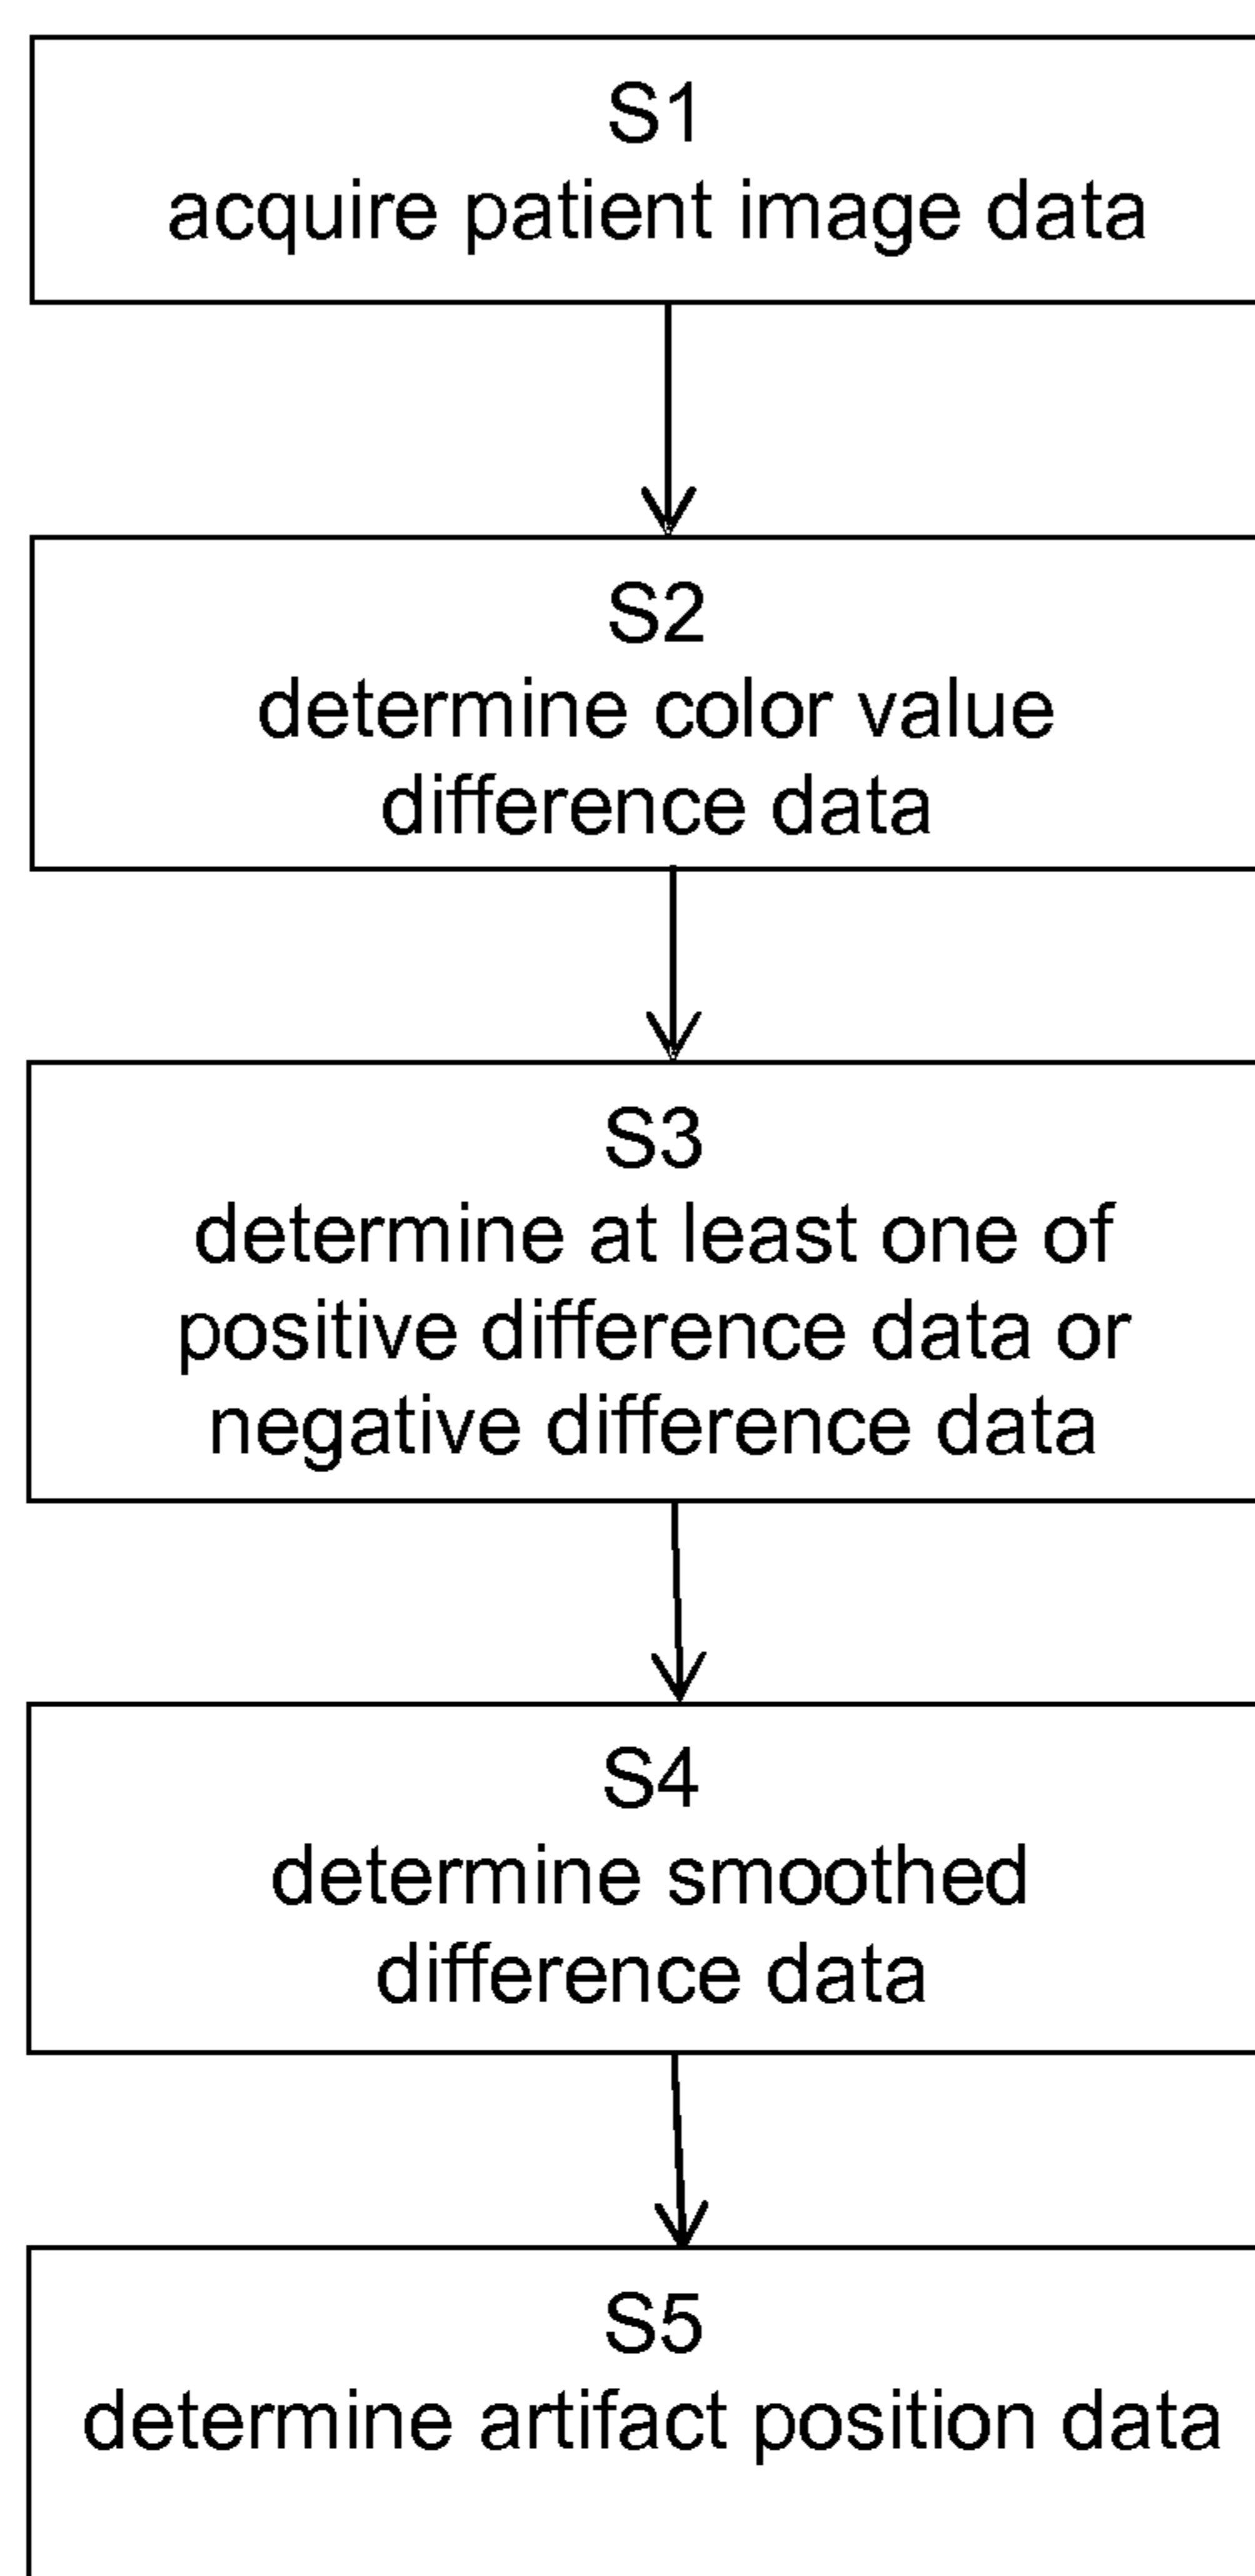 S1
acquire patient image data
S2
determine color value
difference data
S3
determine at least one of
positive difference data or
negative difference data
S4
determine smoothed
difference data
S5
determine artifact position data